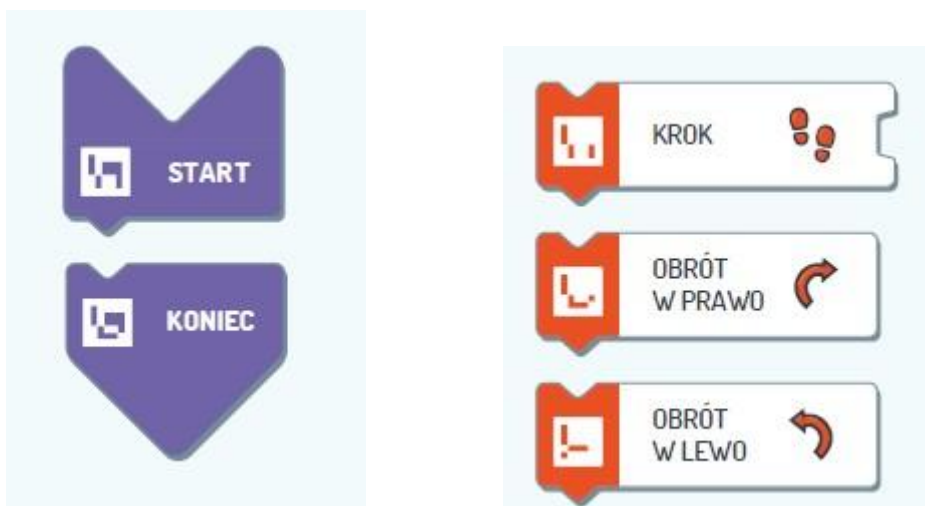 START
KONIEC
KROK
OBRÓT
W PRAWO
OBRÓT
W LEWO